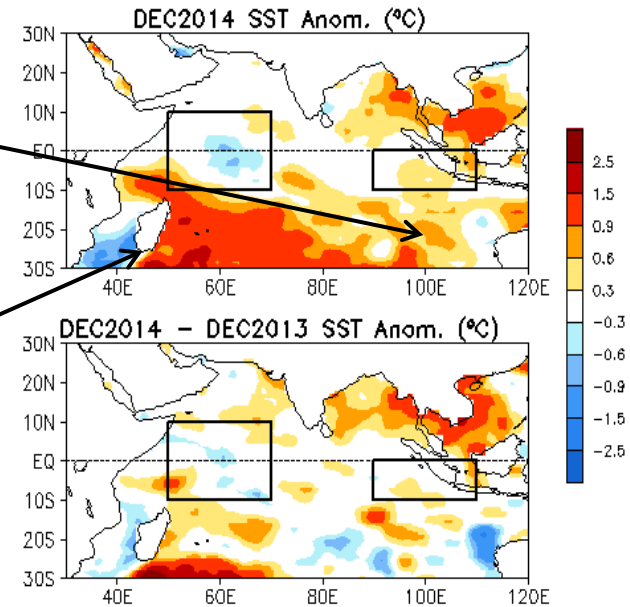 DEC2014 SST Anom. (°C)
30N
20N
10N
EQ
10S
20S
30S
40E 60E 80E 100E 120E
2.5
1.5
0.9
0.6
0.3
-0.3
-0.6
-0.9
-1.5
-2.5
DEC2014 - DEC2013 SST Anom. (°C)
30N
20N
10N
EQ
10S
20S
30S
40E 60E 80E 100E 120E